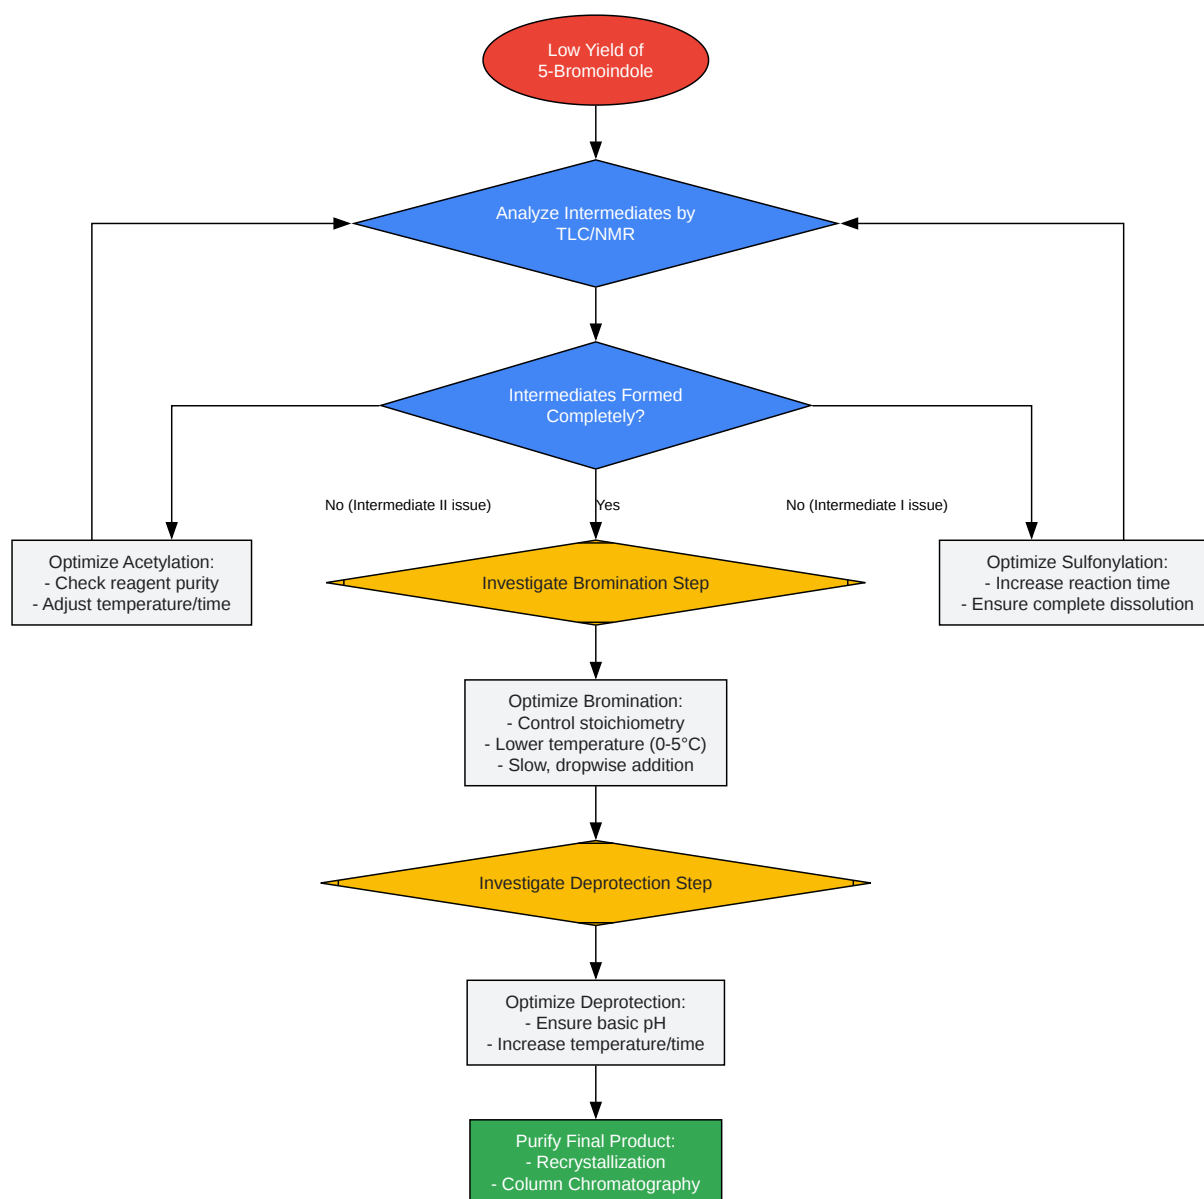 Low Yield of
5-Bromoindole
Analyze Intermediates by
TLC/NMR
Intermediates Formed
Completely?
No (Intermediate II issue)
Yes
No (Intermediate I issue)
Optimize Acetylation:
- Check reagent purity
- Adjust temperature/time
Investigate Bromination Step
Optimize Sulfonylation:
- Increase reaction time
- Ensure complete dissolution
Optimize Bromination:
- Control stoichiometry
- Lower temperature (0-5°C)
- Slow, dropwise addition
Investigate Deprotection Step
Optimize Deprotection:
- Ensure basic pH
- Increase temperature/time
Purify Final Product:
- Recrystallization
- Column Chromatography